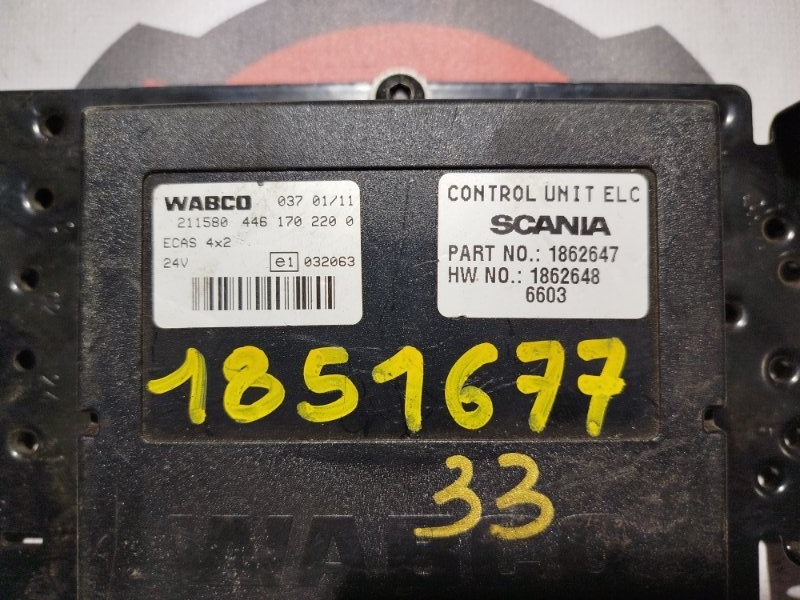 WABCO 037 01/11
211580 446 170 220 0
ECAS 4x2
24V e1 032063
CONTROL UNIT ELC
SCANIA
PART NO.: 1862647
HW NO.: 1862648
6603
1851677
33
WABCO